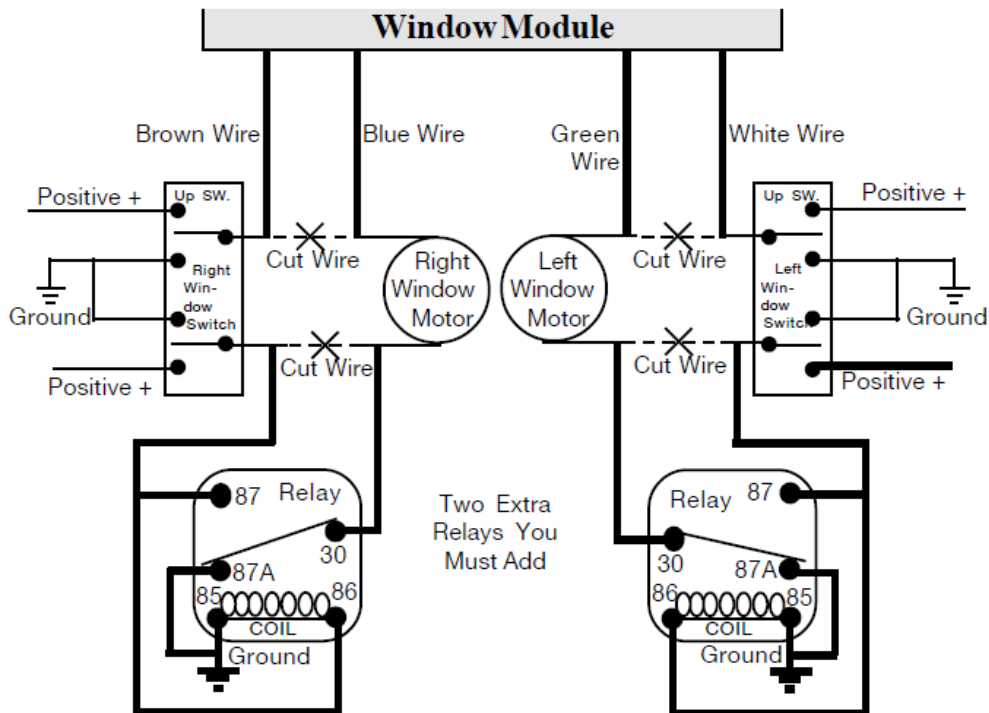 Window Module
Brown Wire
Blue Wire
Green
Wire
White Wire
Positive +
Up SW.
Cut Wire
Right
Win-
dow
Switch
Ground
Positive +
Cut Wire
Right
Window
Motor
Left
Window
Motor
Cut Wire
Cut Wire
Up SW.
Positive +
Left
Win-
dow
Switch
Ground
Positive +
87
Relay
30
87A
85
86
COIL
Ground
Two Extra
Relays You
Must Add
Relay
87
30
87A
86
85
COIL
Ground